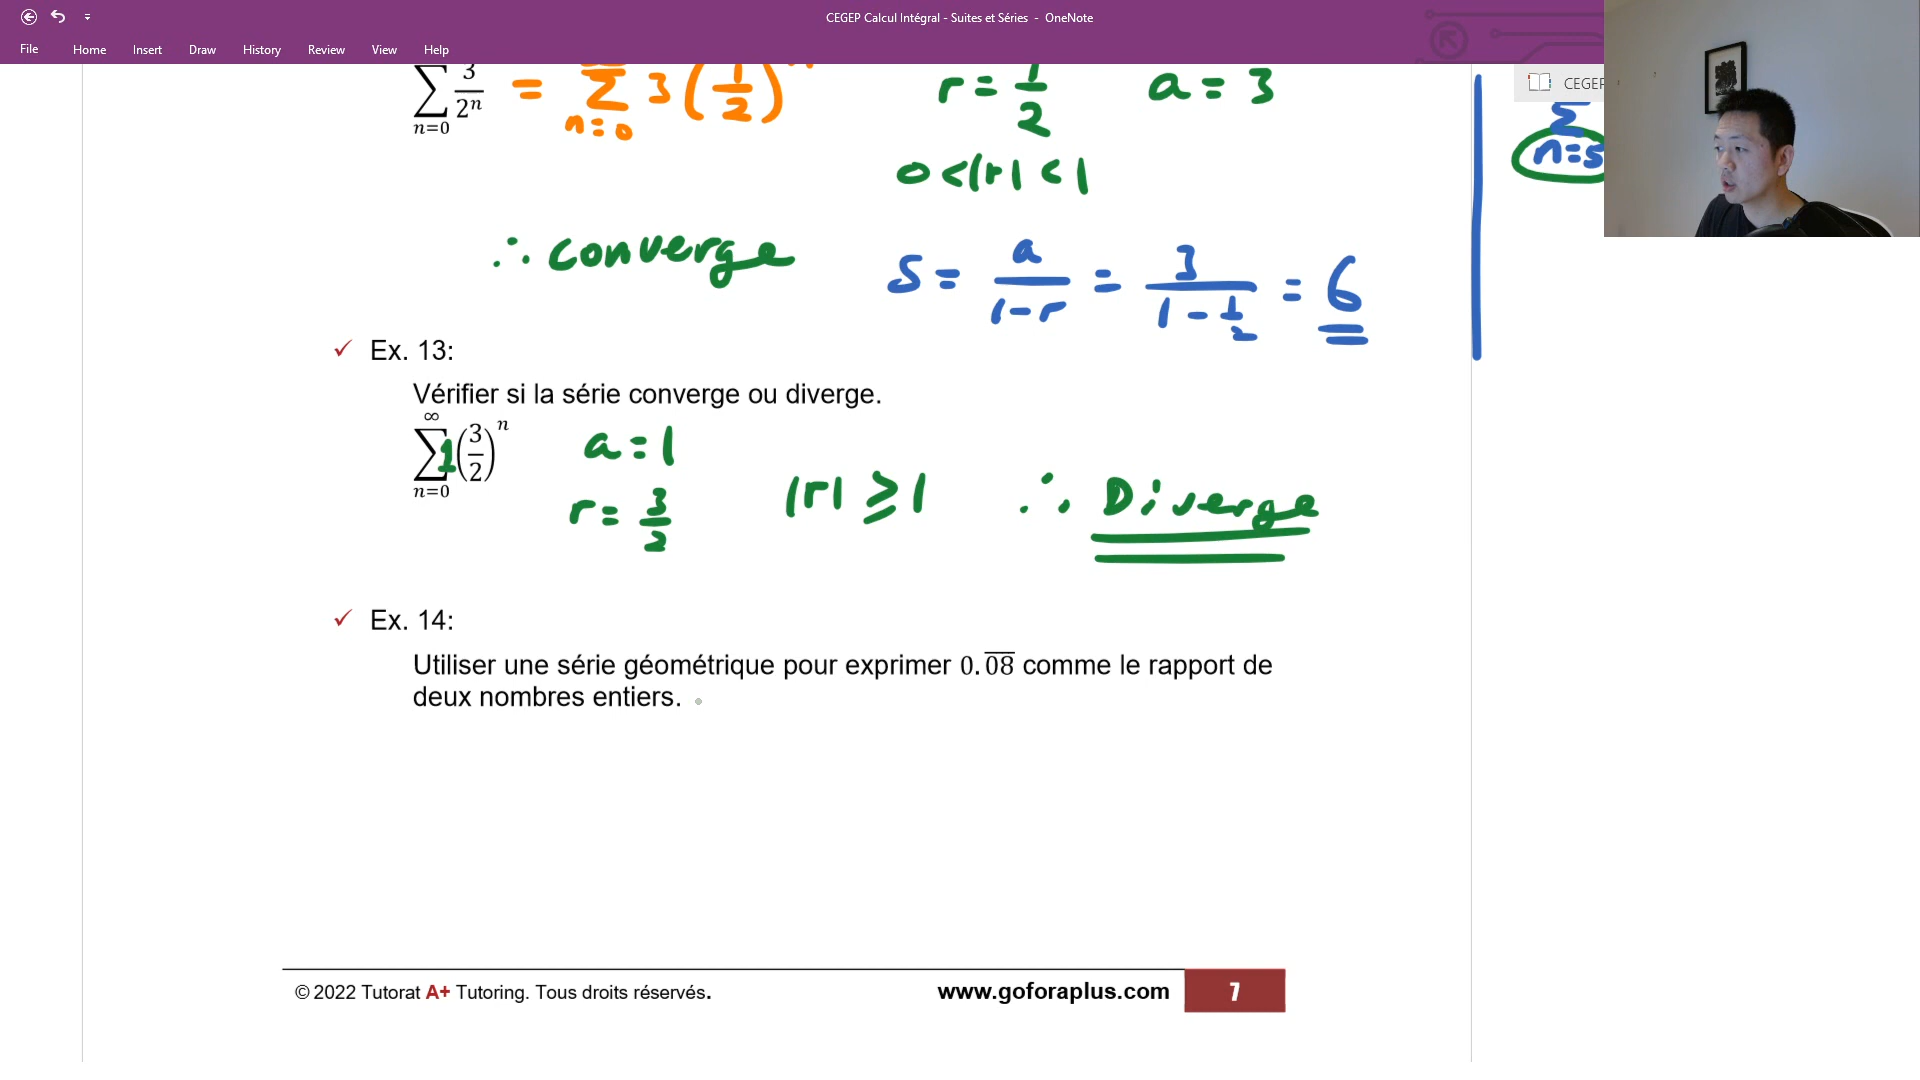 CEGEP Calcul Intégral - Suites et Séries - OneNote
File Home Insert Draw History Review View Help
CEGEP
∑ n=0 3/2ⁿ = ∑ n=0 3(1/2)ⁿ r = 1/2 a = 3
∑ n=5
0 < |r| < 1
∴ converge S = a/(1-r) = 3/(1 - 1/2) = 6
✓ Ex. 13:
Vérifier si la série converge ou diverge.
∞ ∑ n=0 1(3/2)ⁿ a = 1
r = 3/2 |r| ⩾ 1 ∴ Diverge
✓ Ex. 14:
Utiliser une série géométrique pour exprimer 0.0̅8̅ comme le rapport de
deux nombres entiers.
© 2022 Tutorat A+ Tutoring. Tous droits réservés. www.goforaplus.com 7